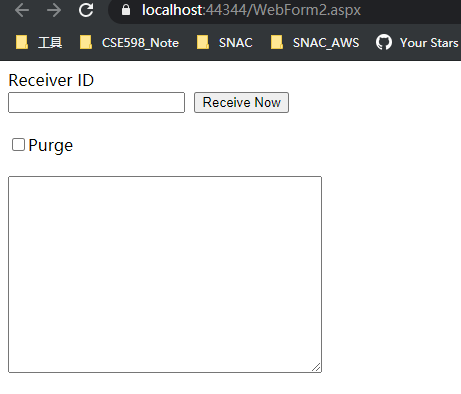 localhost:44344/WebForm2.aspx
工具 CSE598_Note SNAC SNAC_AWS Your Stars
Receiver ID
Receive Now
Purge